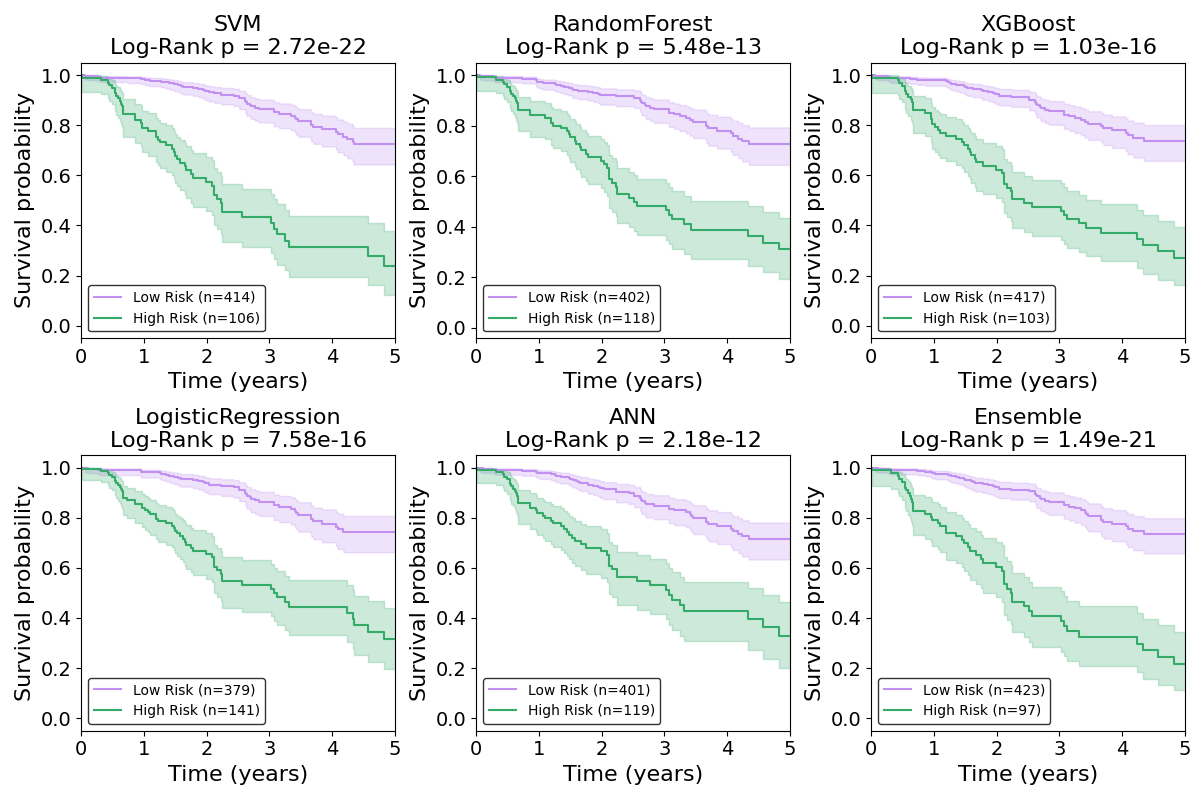 SVM
Log-Rank p = 2.72e-22
Survival probability
1.0
0.8
0.6
0.4
0.2
0.0
Low Risk (n=414)
High Risk (n=106)
0 1 2 3 4 5
Time (years)
RandomForest
Log-Rank p = 5.48e-13
Survival probability
1.0
0.8
0.6
0.4
0.2
0.0
Low Risk (n=402)
High Risk (n=118)
0 1 2 3 4 5
Time (years)
XGBoost
Log-Rank p = 1.03e-16
Survival probability
1.0
0.8
0.6
0.4
0.2
0.0
Low Risk (n=417)
High Risk (n=103)
0 1 2 3 4 5
Time (years)
LogisticRegression
Log-Rank p = 7.58e-16
Survival probability
1.0
0.8
0.6
0.4
0.2
0.0
Low Risk (n=379)
High Risk (n=141)
0 1 2 3 4 5
Time (years)
ANN
Log-Rank p = 2.18e-12
Survival probability
1.0
0.8
0.6
0.4
0.2
0.0
Low Risk (n=401)
High Risk (n=119)
0 1 2 3 4 5
Time (years)
Ensemble
Log-Rank p = 1.49e-21
Survival probability
1.0
0.8
0.6
0.4
0.2
0.0
Low Risk (n=423)
High Risk (n=97)
0 1 2 3 4 5
Time (years)